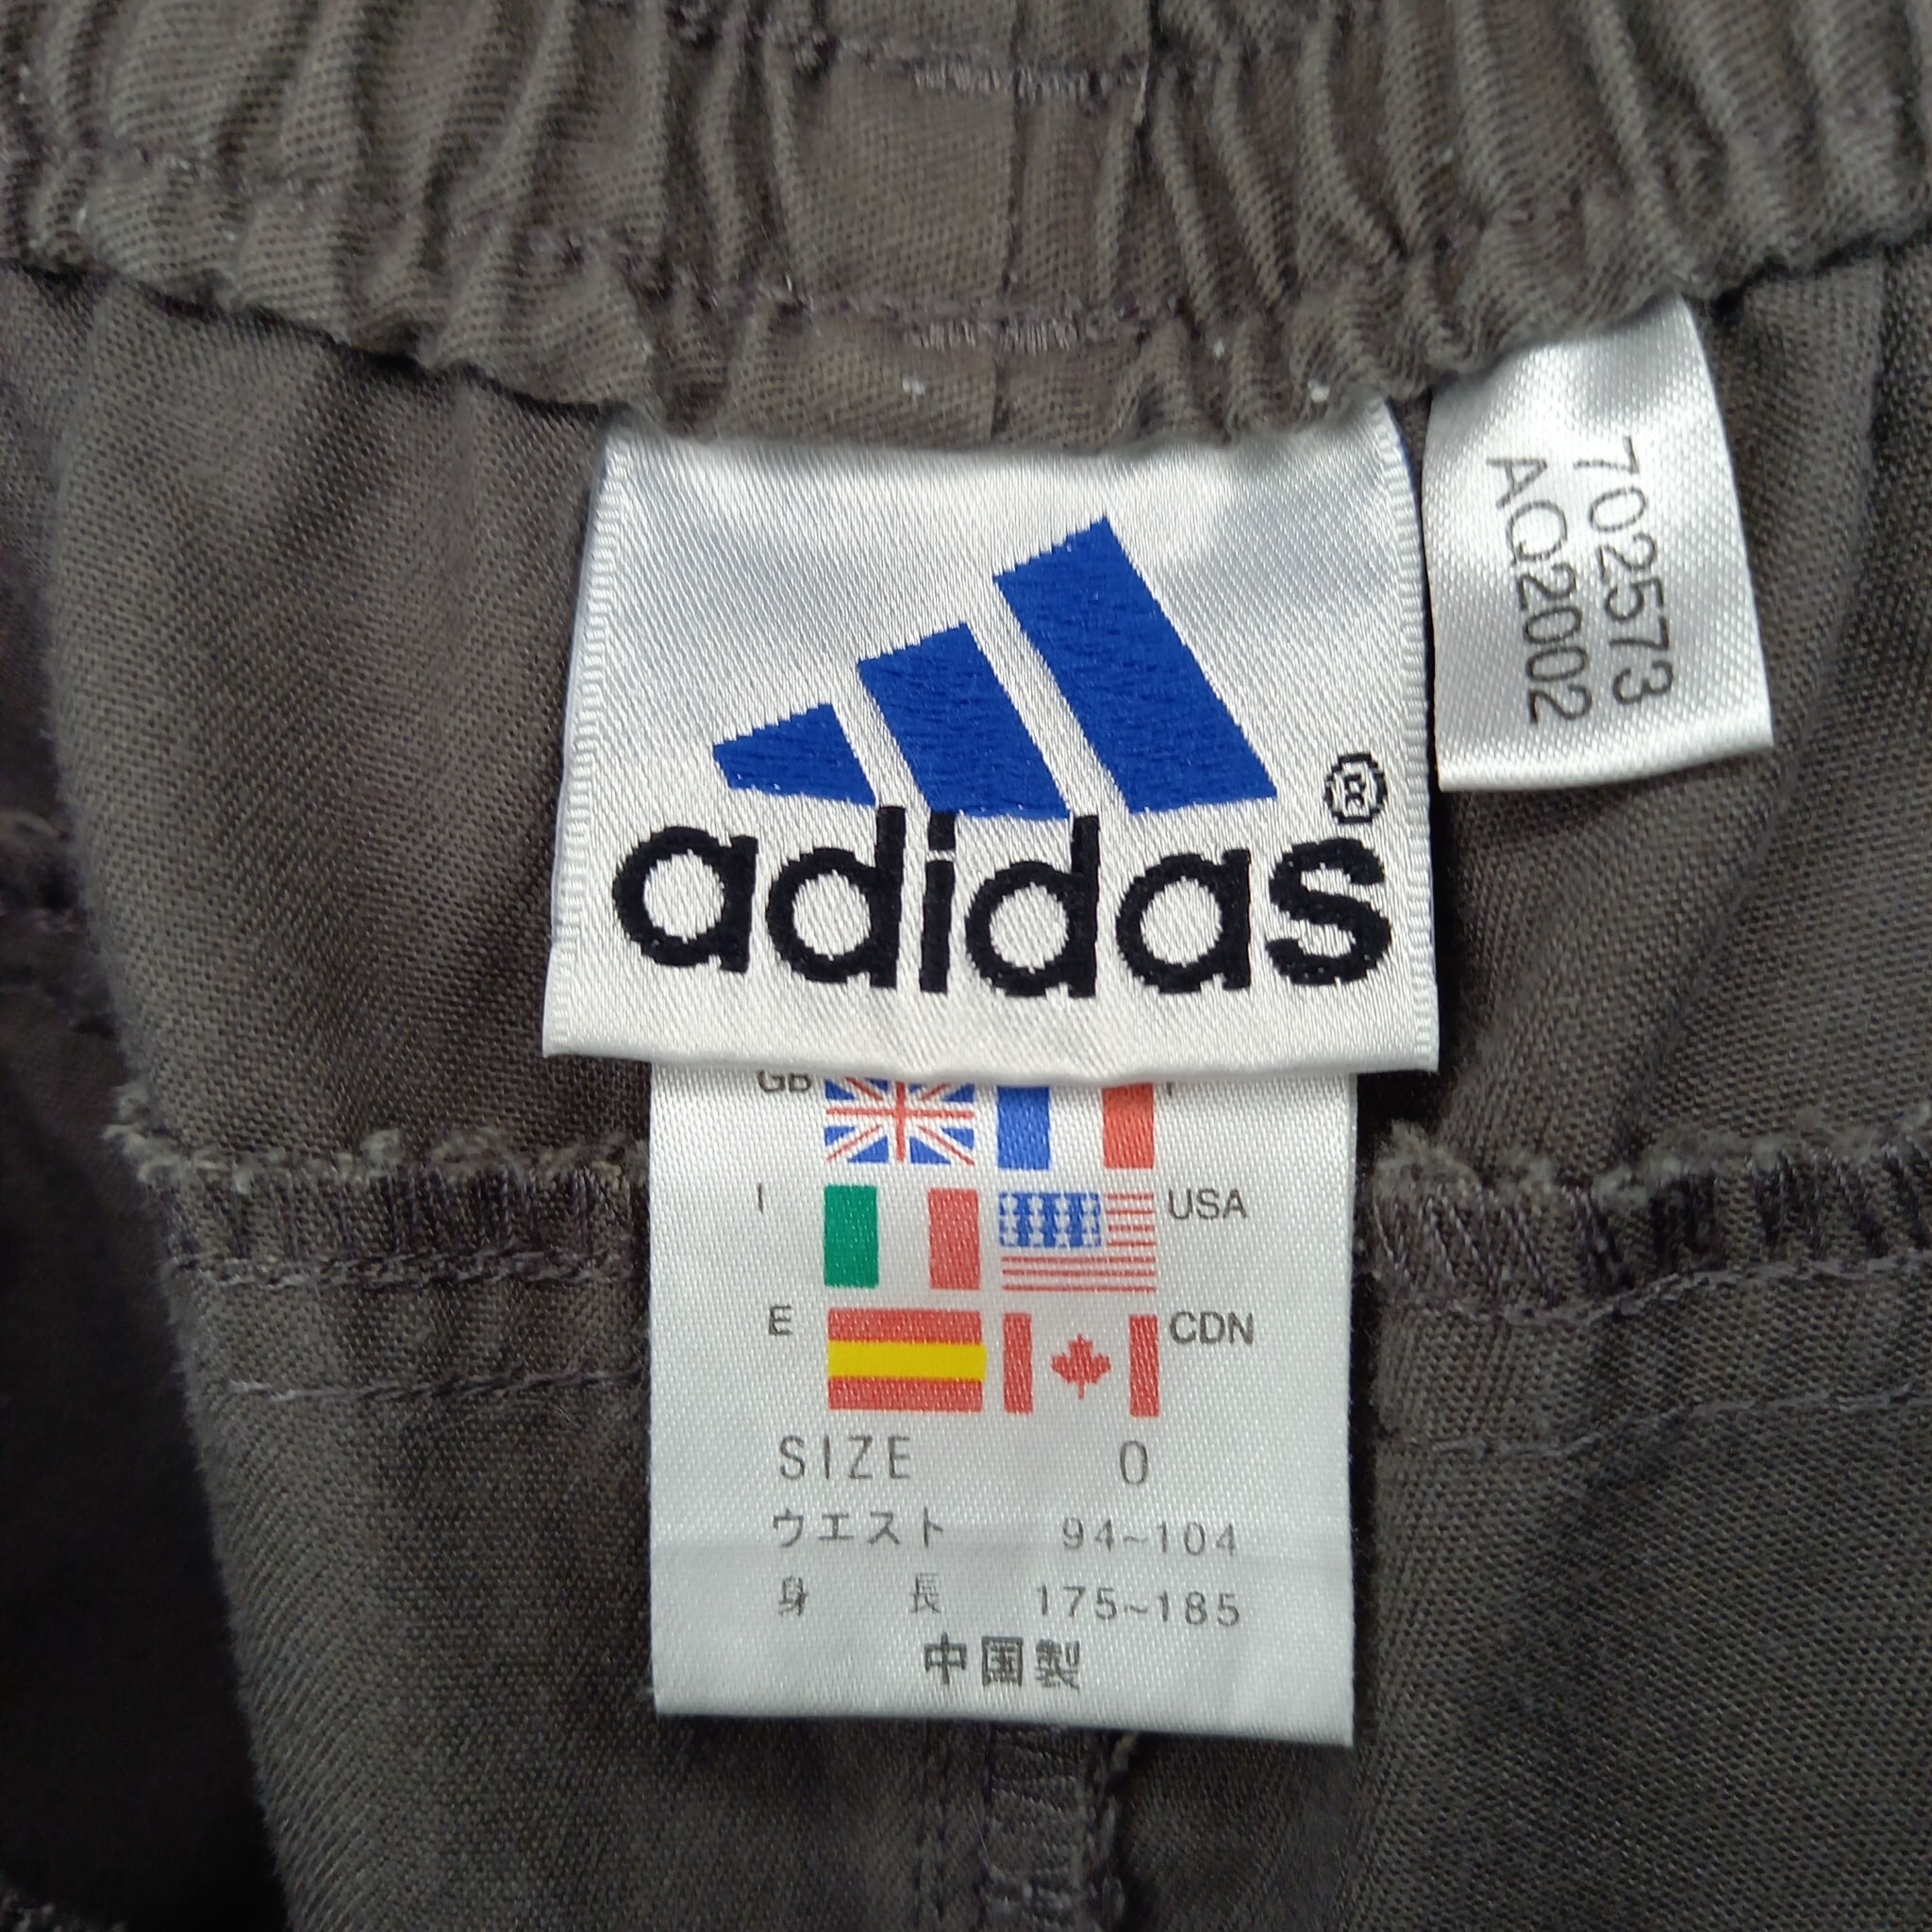 adidas®
702573
AQ2002
GB
I
USA
E
CDN
SIZE 0
ウエスト 94~104
身長 175~185
中国製